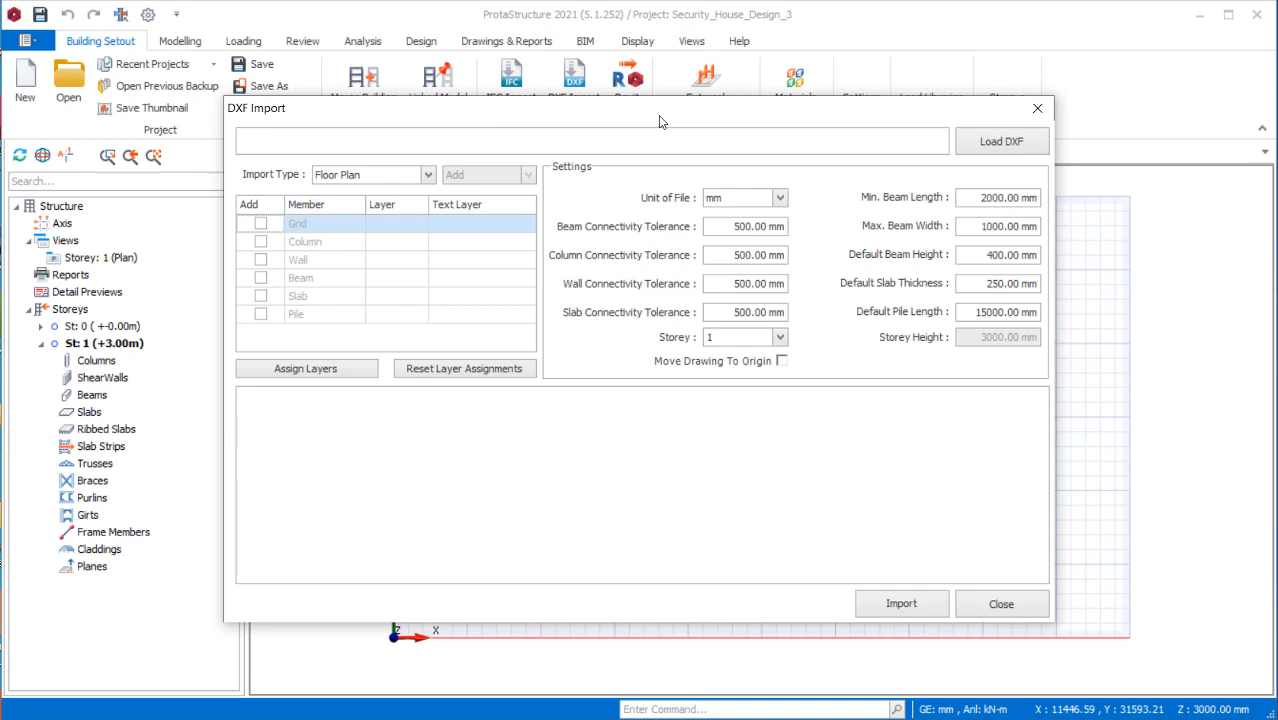 ProtaStructure 2021 (5.1.252) / Project: Security_House_Design_3
Building Setout Modelling Loading Review Analysis Design Drawings & Reports BIM Display Views Help
New
Open
Recent Projects
Open Previous Backup
Save Thumbnail
Save
Save As
Project
IFC
DXF
DXF Import
Load DXF
Import Type : Floor Plan Add
Add Member Layer Text Layer
Grid
Column
Wall
Beam
Slab
Pile
Assign Layers Reset Layer Assignments
Settings
Unit of File : mm
Beam Connectivity Tolerance : 500.00 mm
Column Connectivity Tolerance : 500.00 mm
Wall Connectivity Tolerance : 500.00 mm
Slab Connectivity Tolerance : 500.00 mm
Storey : 1
Move Drawing To Origin
Min. Beam Length : 2000.00 mm
Max. Beam Width : 1000.00 mm
Default Beam Height : 400.00 mm
Default Slab Thickness : 250.00 mm
Default Pile Length : 15000.00 mm
Storey Height : 3000.00 mm
Import Close
Search...
Structure
Axis
Views
Storey: 1 (Plan)
Reports
Detail Previews
Storeys
St: 0 ( +-0.00m)
St: 1 (+3.00m)
Columns
ShearWalls
Beams
Slabs
Ribbed Slabs
Slab Strips
Trusses
Braces
Purlins
Girts
Frame Members
Claddings
Planes
Z X
Enter Command...
GE: mm, Anl: kN-m X : 11446.59 , Y : 31593.21 Z : 3000.00 mm